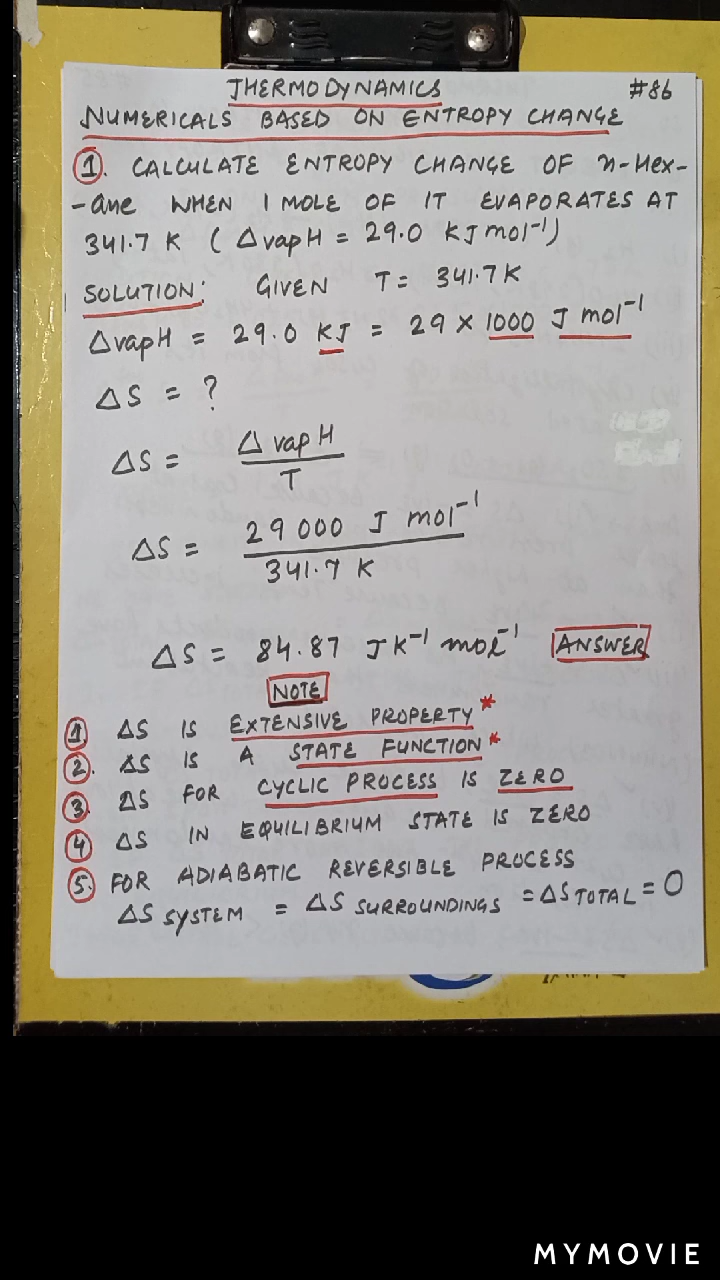 THERMODYNAMICS #86
NUMERICALS BASED ON ENTROPY CHANGE
1. CALCULATE ENTROPY CHANGE OF n-Hex-
-ane WHEN 1 MOLE OF IT EVAPORATES AT
341.7 K (ΔvapH = 29.0 KJ mol⁻¹)
SOLUTION: GIVEN T = 341.7K
ΔvapH = 29.0 KJ = 29 × 1000 J mol⁻¹
ΔS = ?
ΔS = ΔvapH / T
ΔS = 29000 J mol⁻¹ / 341.7 K
ΔS = 84.87 JK⁻¹ mol⁻¹ ANSWER
NOTE
1. ΔS IS EXTENSIVE PROPERTY *
2. ΔS IS A STATE FUNCTION *
3. ΔS FOR CYCLIC PROCESS IS ZERO
4 ΔS IN EQUILIBRIUM STATE IS ZERO
5. FOR ADIABATIC REVERSIBLE PROCESS
ΔS SYSTEM = ΔS SURROUNDINGS = ΔS TOTAL = 0
MYMOVIE